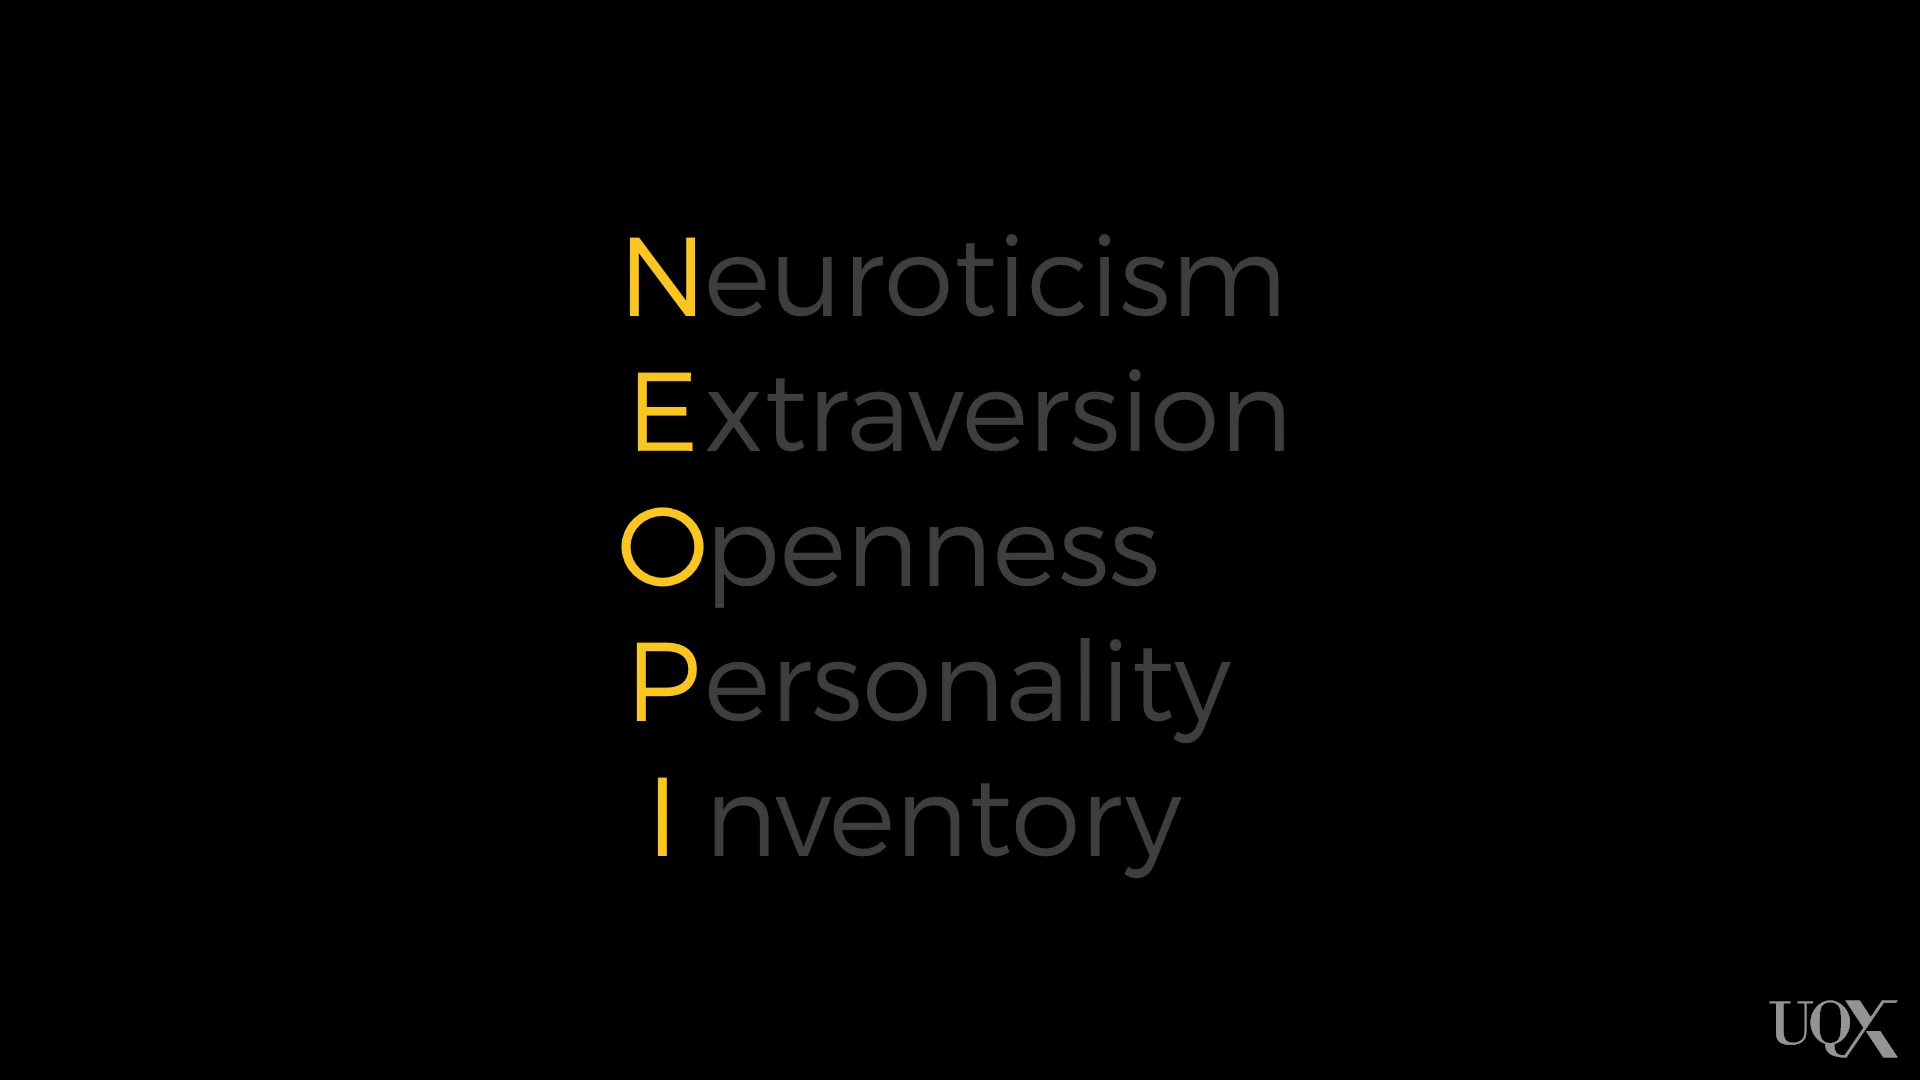 Neuroticism
Extraversion
Openness
Personality
Inventory
UQX